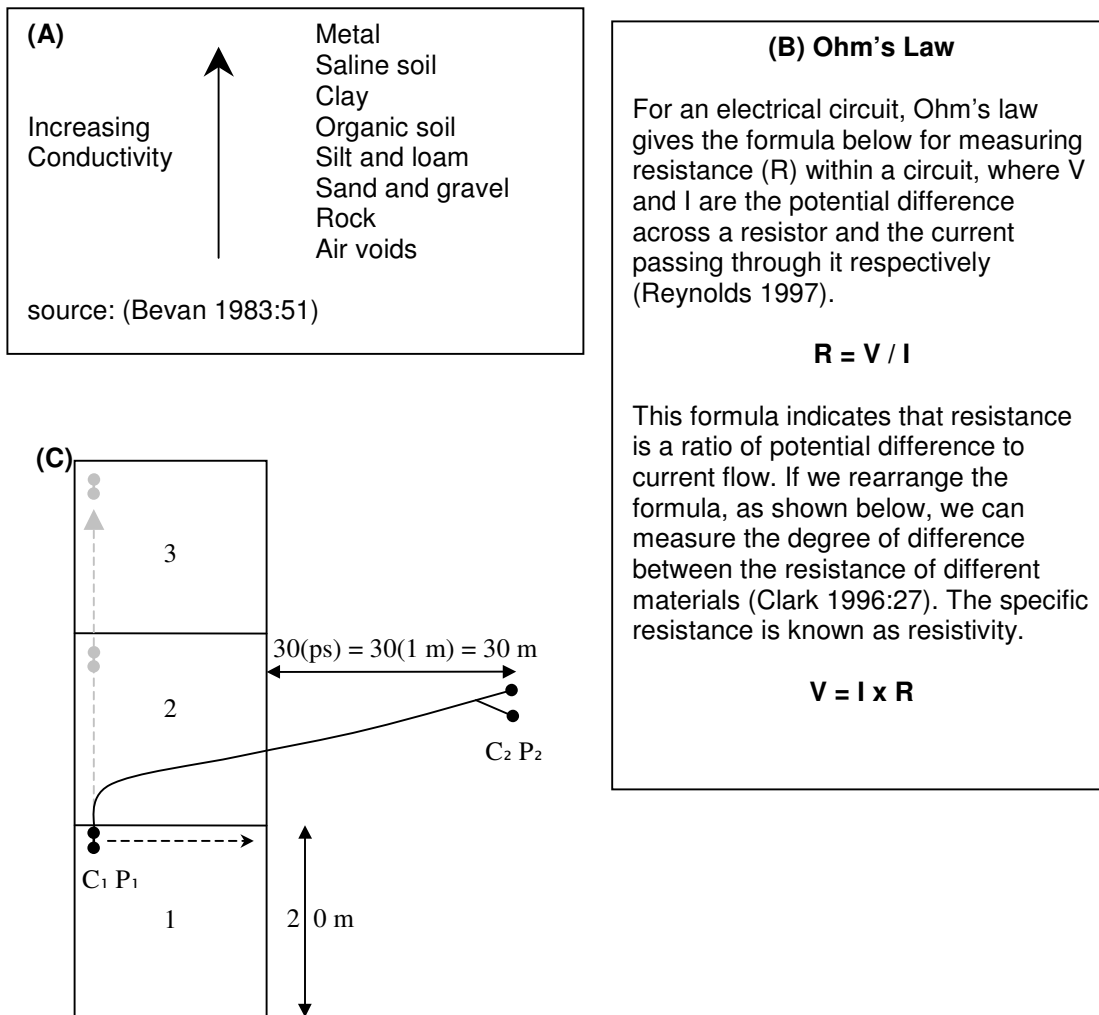 (A)
Metal
Saline soil
Clay
Organic soil
Silt and loam
Sand and gravel
Rock
Air voids
Increasing
Conductivity
source: (Bevan 1983:51)
(B) Ohm’s Law
For an electrical circuit, Ohm’s law
gives the formula below for measuring
resistance (R) within a circuit, where V
and I are the potential difference
across a resistor and the current
passing through it respectively
(Reynolds 1997).
R = V / I
This formula indicates that resistance
is a ratio of potential difference to
current flow. If we rearrange the
formula, as shown below, we can
measure the degree of difference
between the resistance of different
materials (Clark 1996:27). The specific
resistance is known as resistivity.
V = I x R
(C)
3
30(ps) = 30(1 m) = 30 m
2
C₂ P₂
C₁ P₁
1
2 0 m